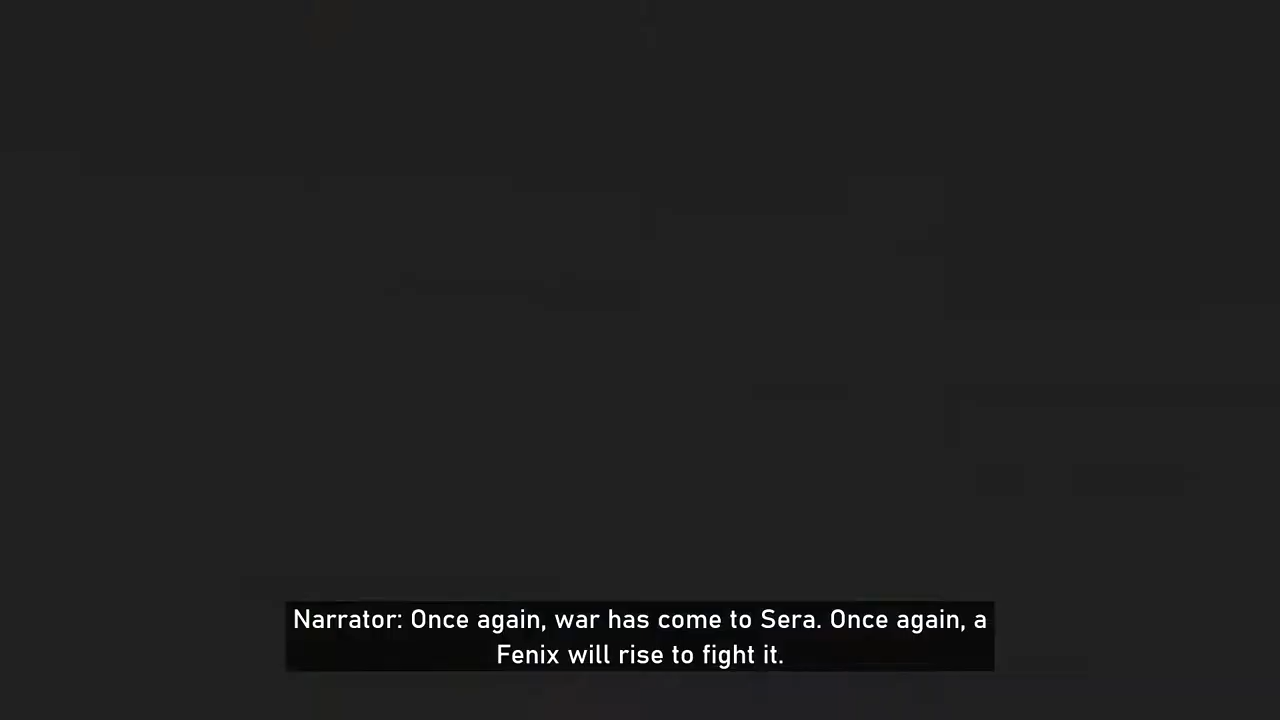 Narrator: Once again, war has come to Sera. Once again, a
Fenix will rise to fight it.